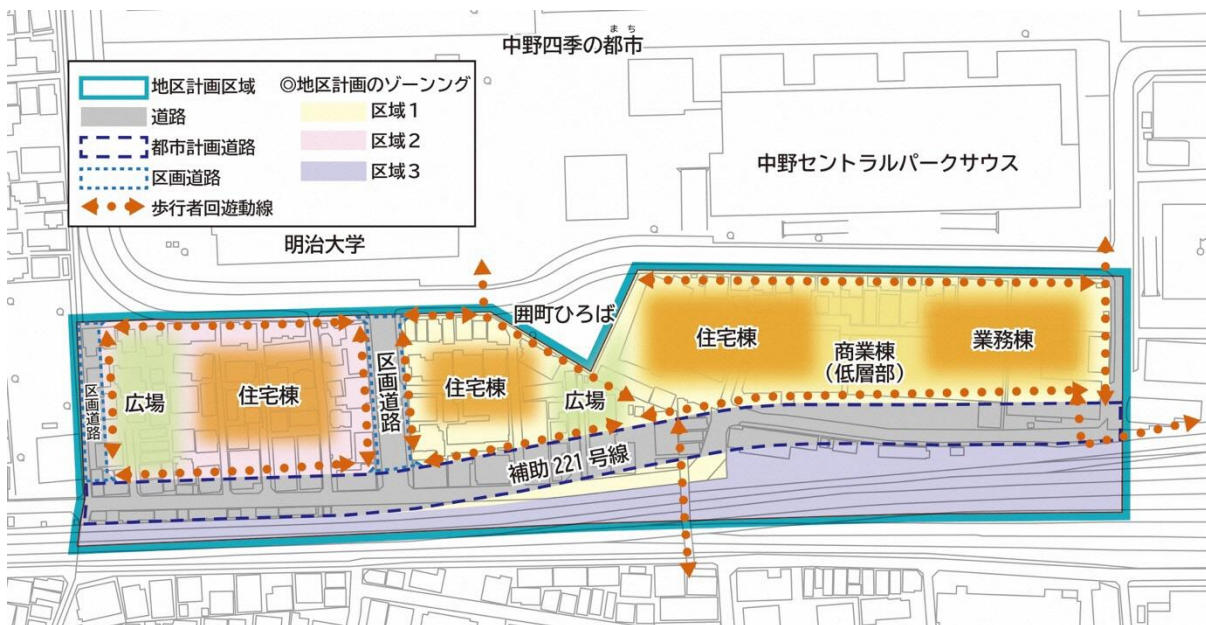 まち
中野四季の都市
地区計画区域
道路
都市計画道路
区画道路
歩行者回遊動線
◎地区計画のゾーンング
区域1
区域2
区域3
中野セントラルパークサウス
明治大学
囲町ひろば
区画道路
広場
住宅棟
区画道路
住宅棟
広場
住宅棟
商業棟
(低層部)
業務棟
補助221号線